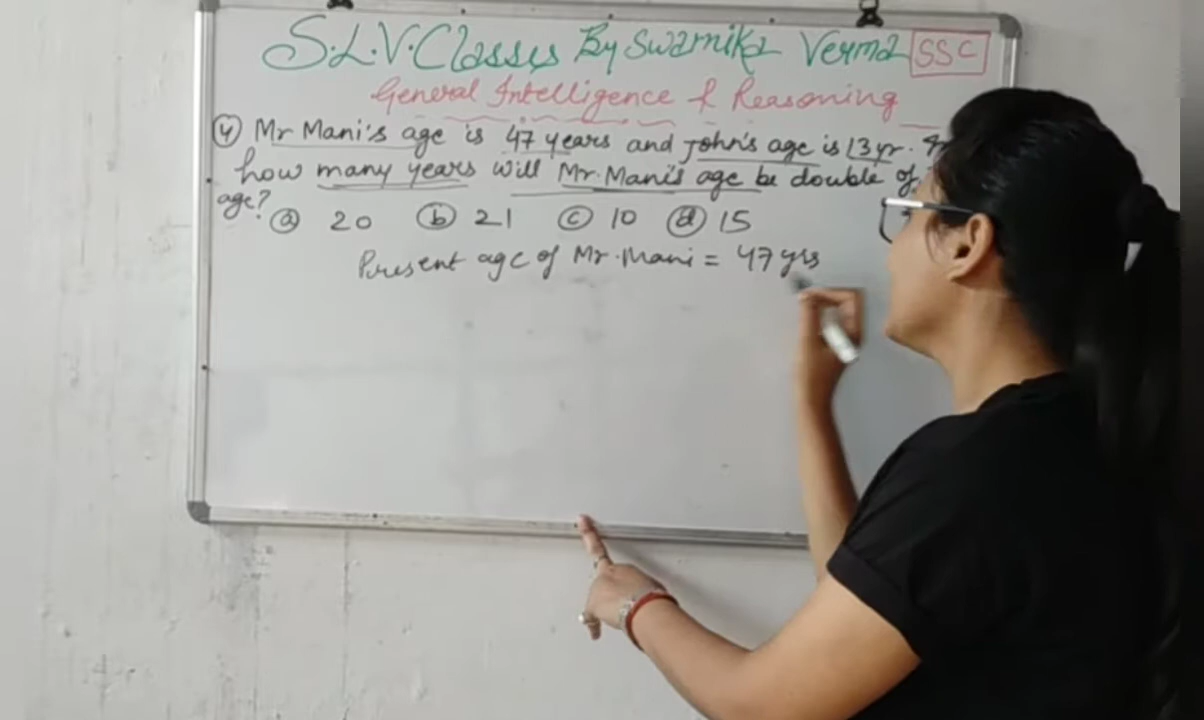 S.L.V. Classes By Swarnika Verma SSC
General Intelligence & Reasoning
④ Mr Mani's age is 47 years and John's age is 13 yr.
how many years will Mr. Mani's age be double of
age?
ⓐ 20 ⓑ 21 ⓒ 10 ⓓ 15
Present age of Mr. Mani = 47 yrs